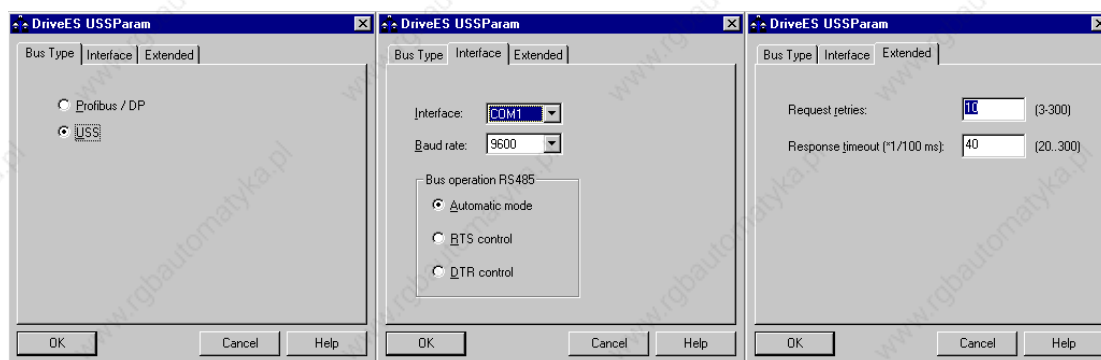 DriveES USSParam
Bus Type Interface Extended
Profibus / DP
USS
OK Cancel Help
DriveES USSParam
Bus Type Interface Extended
Interface: COM1
Baud rate: 9600
Bus operation RS485
Automatic mode
RTS control
DTR control
OK Cancel Help
DriveES USSParam
Bus Type Interface Extended
Request retries: 10 (3-300)
Response timeout (*1/100 ms): 40 (20..300)
OK Cancel Help
www.rgbautomatyka.pl